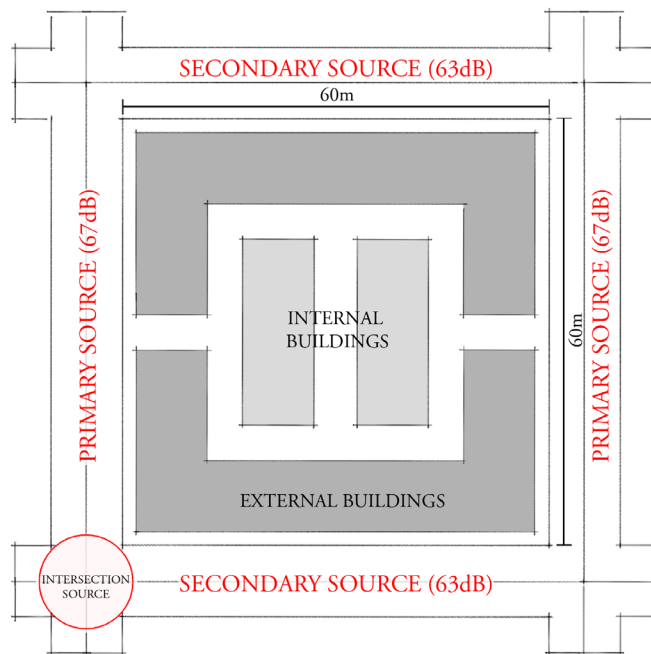 SECONDARY SOURCE (63dB)
60m
PRIMARY SOURCE (67dB)
INTERNAL
BUILDINGS
60m
PRIMARY SOURCE (67dB)
EXTERNAL BUILDINGS
INTERSECTION
SOURCE
SECONDARY SOURCE (63dB)